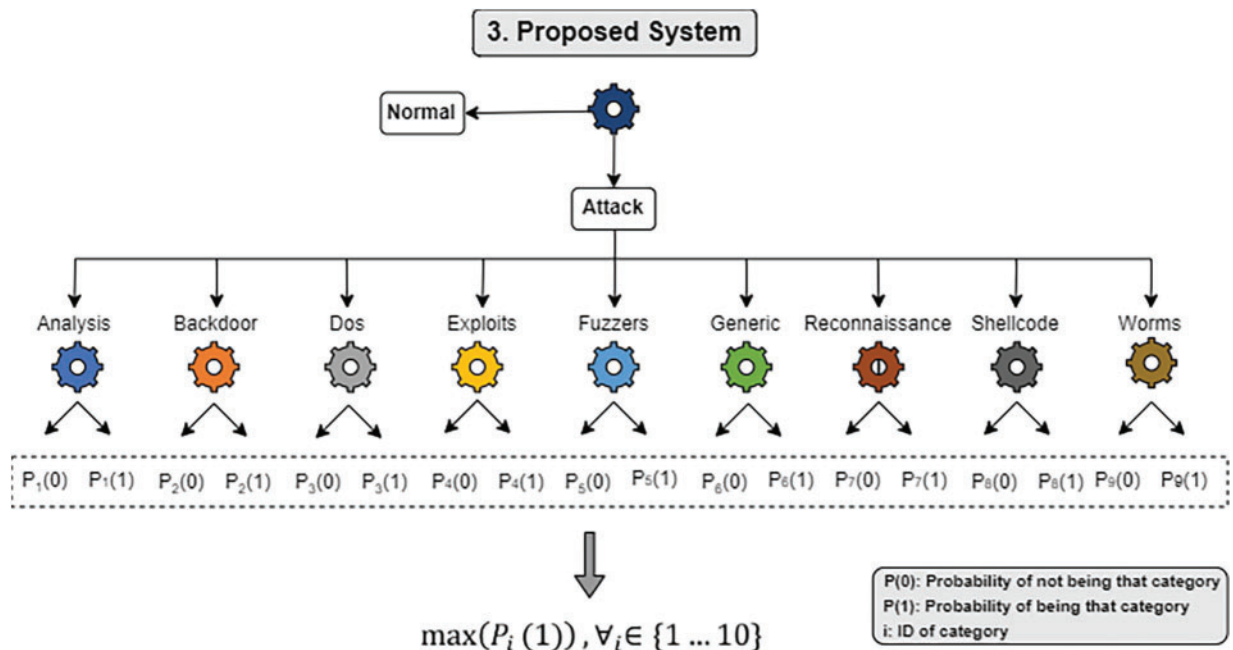 3. Proposed System
Normal
Attack
Analysis Backdoor Dos Exploits Fuzzers Generic Reconnaissance Shellcode Worms
P₁(0) P₁(1) P₂(0) P₂(1) P₃(0) P₃(1) P₄(0) P₄(1) P₅(0) P₅(1) P₆(0) P₆(1) P₇(0) P₇(1) P₈(0) P₈(1) P₉(0) P₉(1)
P(0): Probability of not being that category
P(1): Probability of being that category
i: ID of category
max(Pᵢ (1)) , ∀ᵢ∈ {1 … 10}